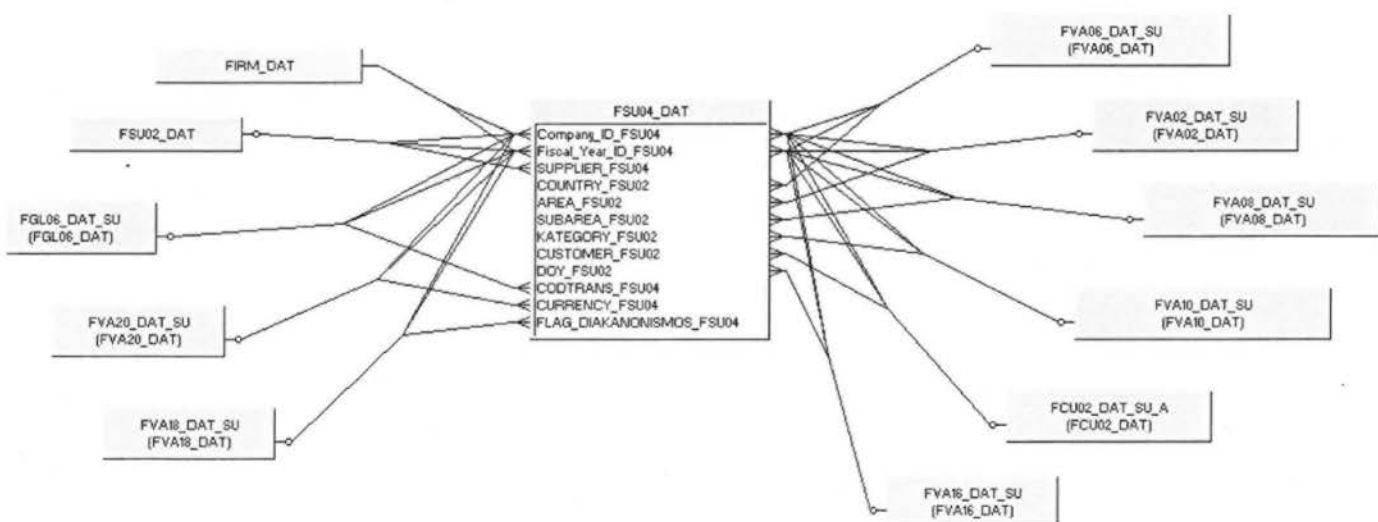 FIRM_DAT
FSU02_DAT
FGL06_DAT_SU
(FGL06_DAT)
FVA20_DAT_SU
(FVA20_DAT)
FVA18_DAT_SU
(FVA18_DAT)
FSU04_DAT
Company_ID_FSU04
Fiscal_Year_ID_FSU04
SUPPLIER_FSU04
COUNTRY_FSU02
AREA_FSU02
SUBAREA_FSU02
KATEGORY_FSU02
CUSTOMER_FSU02
DOY_FSU02
CODTRANS_FSU04
CURRENCY_FSU04
FLAG_DIAKANONISMOS_FSU04
FVA06_DAT_SU
(FVA06_DAT)
FVA02_DAT_SU
(FVA02_DAT)
FVA08_DAT_SU
(FVA08_DAT)
FVA10_DAT_SU
(FVA10_DAT)
FCU02_DAT_SU_A
(FCU02_DAT)
FVA16_DAT_SU
(FVA16_DAT)